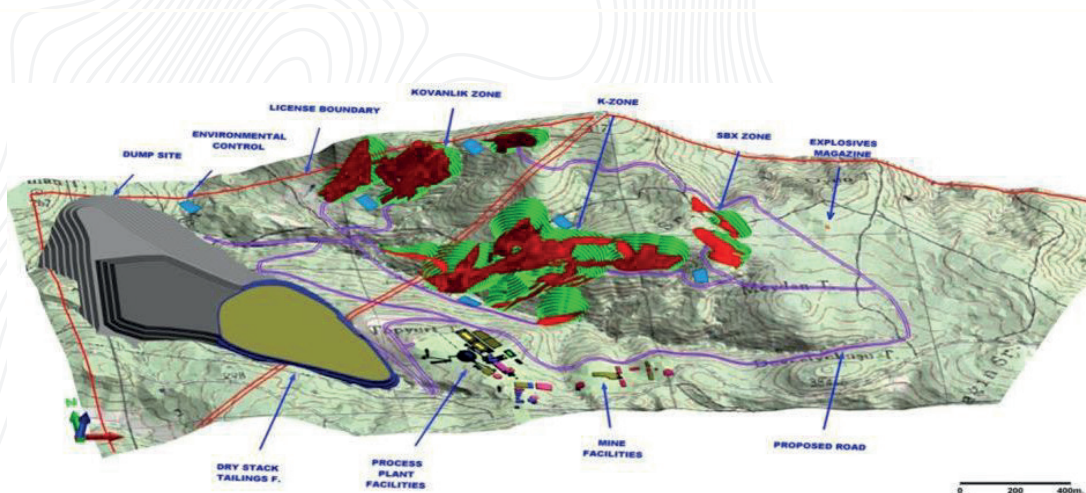 KOVANLIK ZONE
LICENSE BOUNDARY
K-ZONE
ENVIRONMENTAL
CONTROL
SBX ZONE
EXPLOSIVES
MAGAZINE
DUMP SITE
Meydan T.
DRY STACK
TAILINGS F.
PROCESS
PLANT
FACILITIES
MINE
FACILITIES
PROPOSED ROAD
N
0 200 400m.